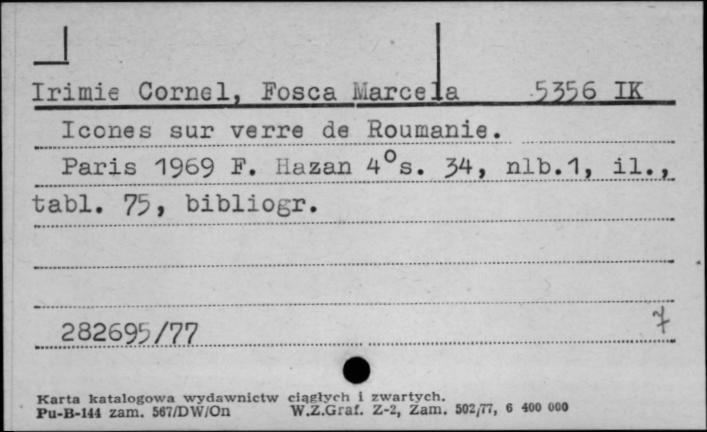 Irimie Cornel, Fosca Marcela 5356 IK
Icones sur verre de Roumanie.
Paris 1969 F. Hazan 4°s. 34, nlb.1, il.,
tabl. 75, bibliogr.
282695/77
Karta katalogowa wydawnictw ciągłych i zwartych.
Pu-B-144 zam. 567/DW/On W.Z.Graf. Z-2, Zam. 502/77, 6 400 000